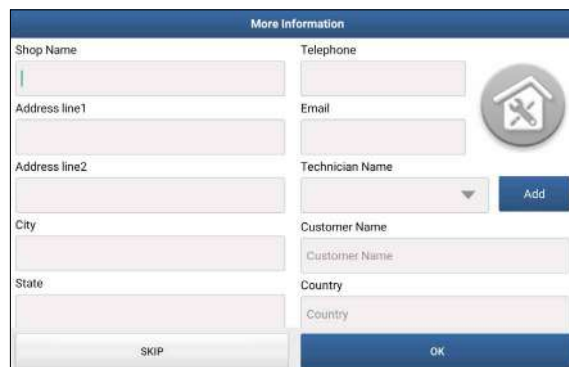 More Information
Shop Name
Telephone
Address line1
Email
Address line2
Technician Name
Add
City
Customer Name
Customer Name
State
Country
Country
SKIP
OK